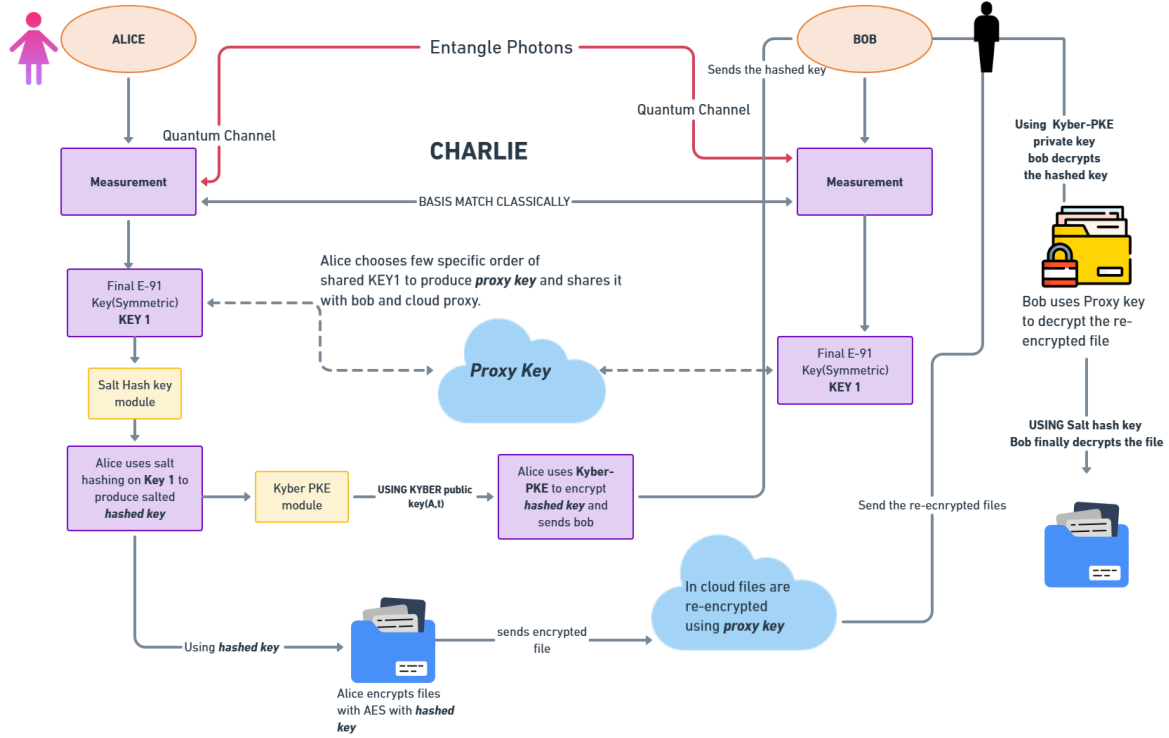 ALICE
Entangle Photons
BOB
Sends the hashed key
Quantum Channel
Quantum Channel
CHARLIE
Using Kyber-PKE
private key
bob decrypts
the hashed key
Measurement
Measurement
BASIS MATCH CLASSICALLY
Alice chooses few specific order of
shared KEY1 to produce proxy key and shares it
with bob and cloud proxy.
Final E-91
Key(Symmetric)
KEY 1
Bob uses Proxy key
to decrypt the re-
encrypted file
Proxy Key
Final E-91
Key(Symmetric)
KEY 1
Salt Hash key
module
USING Salt hash key
Bob finally decrypts the file
Alice uses salt
hashing on Key 1 to
produce salted
hashed key
Kyber PKE
module
USING KYBER public
key(A,t)
Alice uses Kyber-
PKE to encrypt
hashed key and
sends bob
Send the re-ecnrypted files
In cloud files are
re-encrypted
using proxy key
Using hashed key
sends encrypted
file
Alice encrypts files
with AES with hashed
key